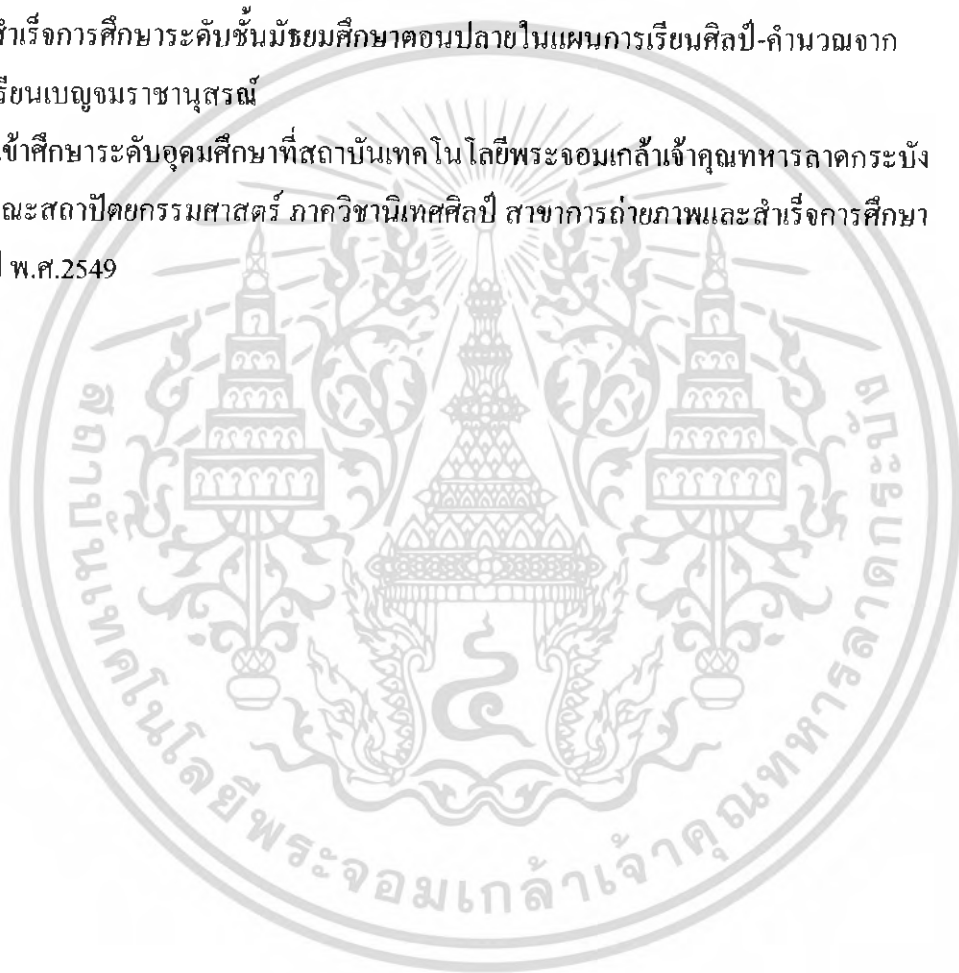 สำเร็จการศึกษาระดับชั้นมัธยมศึกษาตอนปลายในแผนการเรียนศิลป์-คำนวณจาก
เรียนเบญจมราชานุสรณ์
เข้าศึกษาระดับอุดมศึกษาที่สถาบันเทคโนโลยีพระจอมเกล้าเจ้าคุณทหารลาดกระบัง
ณะสถาปัตยกรรมศาสตร์ ภาควิชานิเทศศิลป์ สาขาการถ่ายภาพและสำเร็จการศึกษา
พ.ศ.2549
สถาบันเทคโนโลยีพระจอมเกล้าเจ้าคุณทหารลาดกระบัง